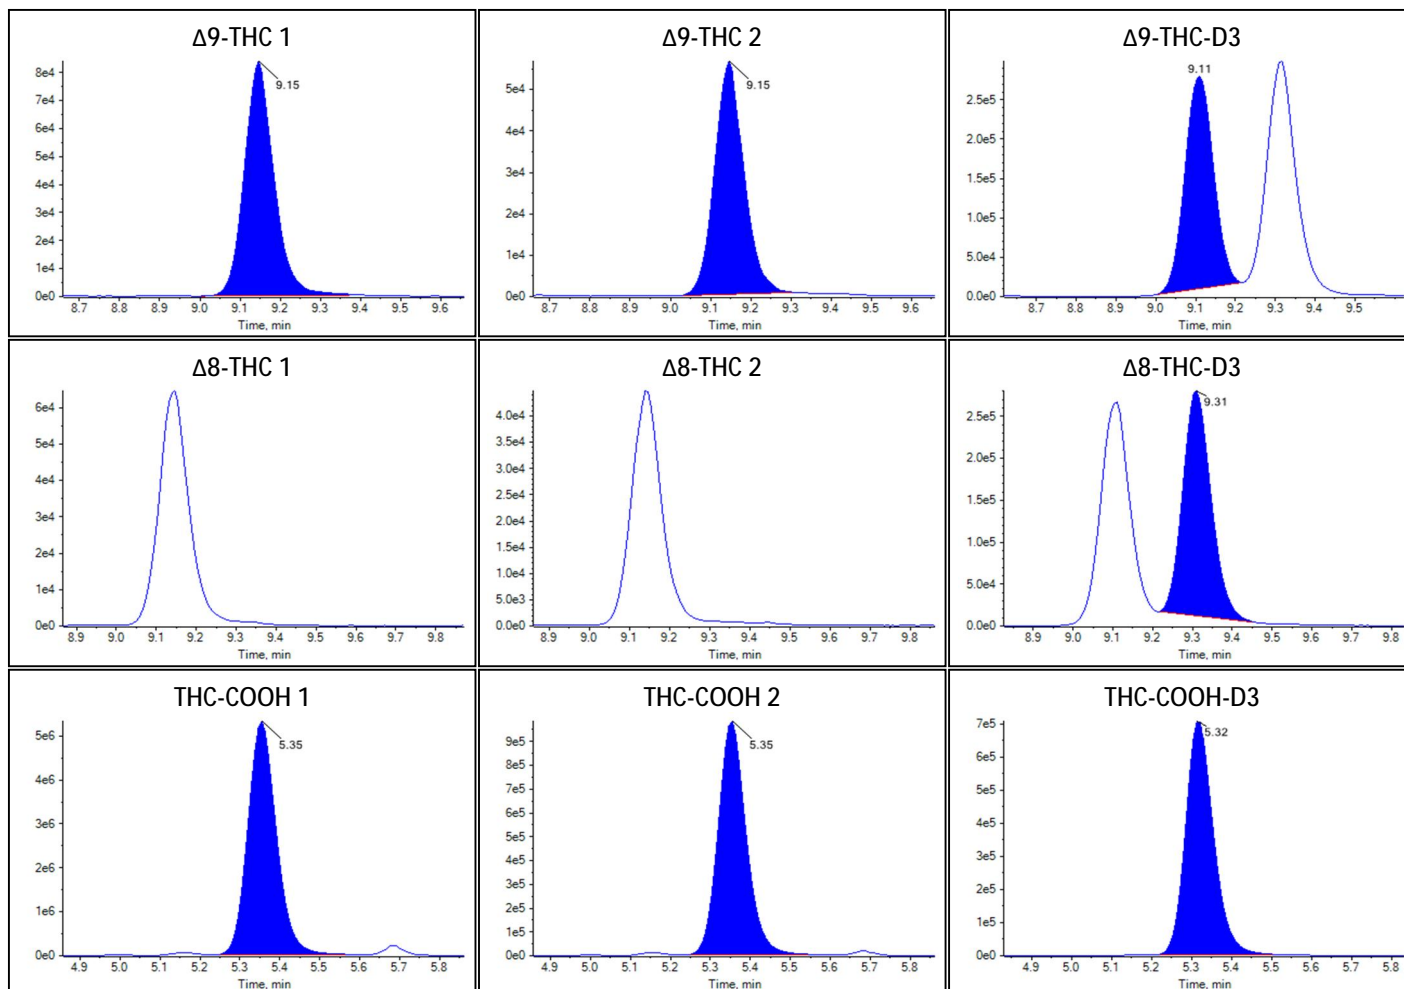 Δ9-THC 1
8e4
7e4
6e4
5e4
4e4
3e4
2e4
1e4
0e0
9.15
8.7 8.8 8.9 9.0 9.1 9.2 9.3 9.4 9.5 9.6
Time, min
Δ9-THC 2
5e4
4e4
2e4
1e4
0e0
9.15
8.7 8.8 8.9 9.0 9.1 9.2 9.3 9.4 9.5 9.6
Time, min
Δ9-THC-D3
2.5e5
2.0e5
1.5e5
1.0e5
5.0e4
0.0e0
9.11
8.7 8.8 8.9 9.0 9.1 9.2 9.3 9.4 9.5
Time, min
Δ8-THC 1
6e4
5e4
4e4
3e4
2e4
1e4
0e0
8.9 9.0 9.1 9.2 9.3 9.4 9.5 9.6 9.7 9.8
Time, min
Δ8-THC 2
4.0e4
3.5e4
3.0e4
2.5e4
2.0e4
1.5e4
1.0e4
5.0e3
0.0e0
8.9 9.0 9.1 9.2 9.3 9.4 9.5 9.6 9.7 9.8
Time, min
Δ8-THC-D3
2.5e5
2.0e5
1.5e5
1.0e5
5.0e4
0.0e0
9.31
8.9 9.0 9.1 9.2 9.3 9.4 9.5 9.6 9.7 9.8
Time, min
THC-COOH 1
5e6
4e6
3e6
2e6
1e6
0e0
5.35
4.9 5.0 5.1 5.2 5.3 5.4 5.5 5.6 5.7 5.8
Time, min
THC-COOH 2
9e5
8e5
7e5
6e5
5e5
4e5
3e5
2e5
1e5
0e0
5.35
4.9 5.0 5.1 5.2 5.3 5.4 5.5 5.6 5.7 5.8
Time, min
THC-COOH-D3
7e5
6e5
5e5
4e5
3e5
2e5
1e5
0e0
5.32
4.9 5.0 5.1 5.2 5.3 5.4 5.5 5.6 5.7 5.8
Time, min